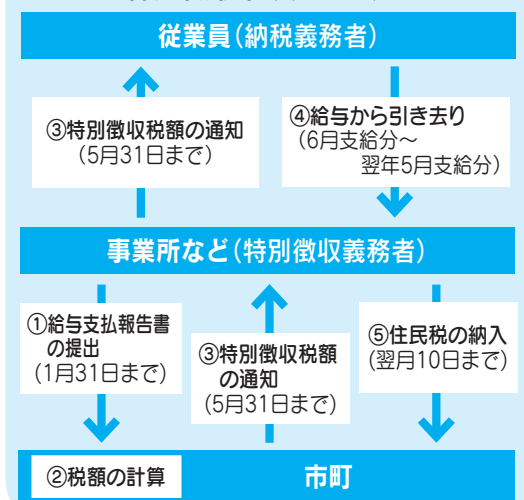 従業員(納税義務者)
③特別徴収税額の通知
(5月31日まで)
④給与から引き去り
(6月支給分～
翌年5月支給分)
事業所など(特別徴収義務者)
①給与支払報告書
の提出
(1月31日まで)
③特別徴収税額
の通知
(5月31日まで)
⑤住民税の納入
(翌月10日まで)
②税額の計算
市町